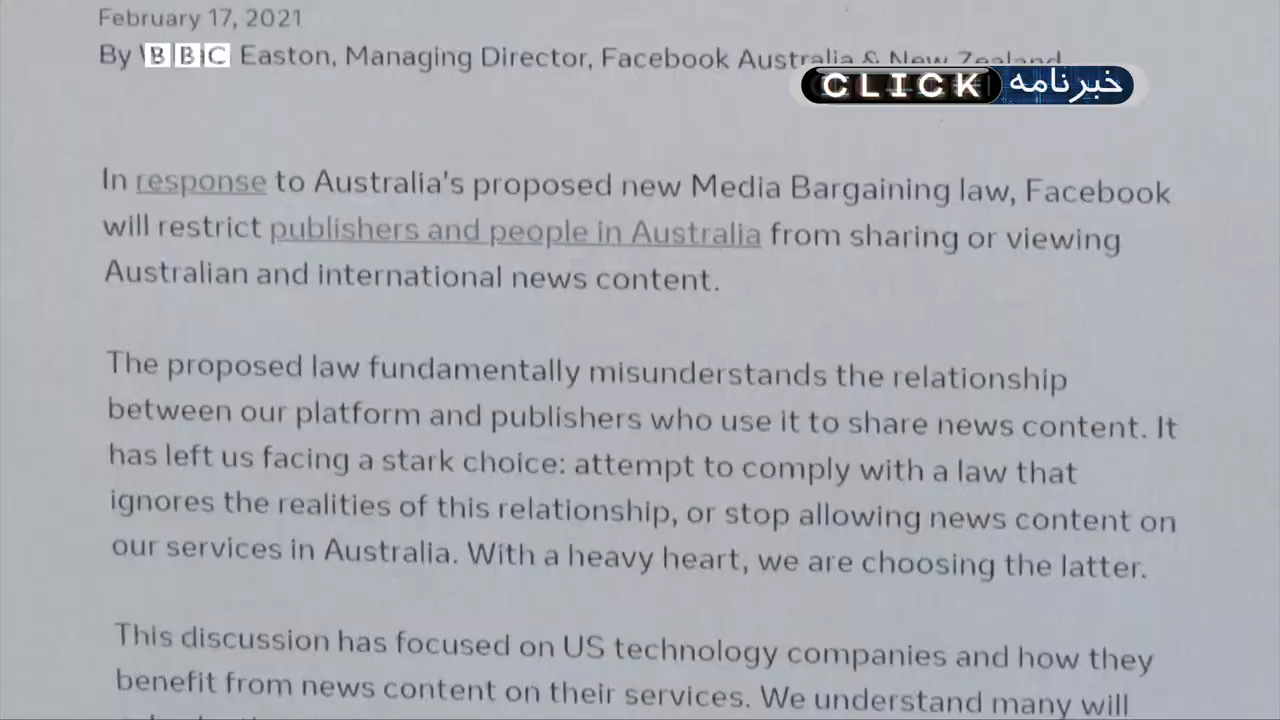 February 17, 2021
By BBC Easton, Managing Director, Facebook Australia & New Zealand
CLICK خبرنامه
In response to Australia's proposed new Media Bargaining law, Facebook
will restrict publishers and people in Australia from sharing or viewing
Australian and international news content.
The proposed law fundamentally misunderstands the relationship
between our platform and publishers who use it to share news content. It
has left us facing a stark choice: attempt to comply with a law that
ignores the realities of this relationship, or stop allowing news content on
our services in Australia. With a heavy heart, we are choosing the latter.
This discussion has focused on US technology companies and how they
benefit from news content on their services. We understand many will